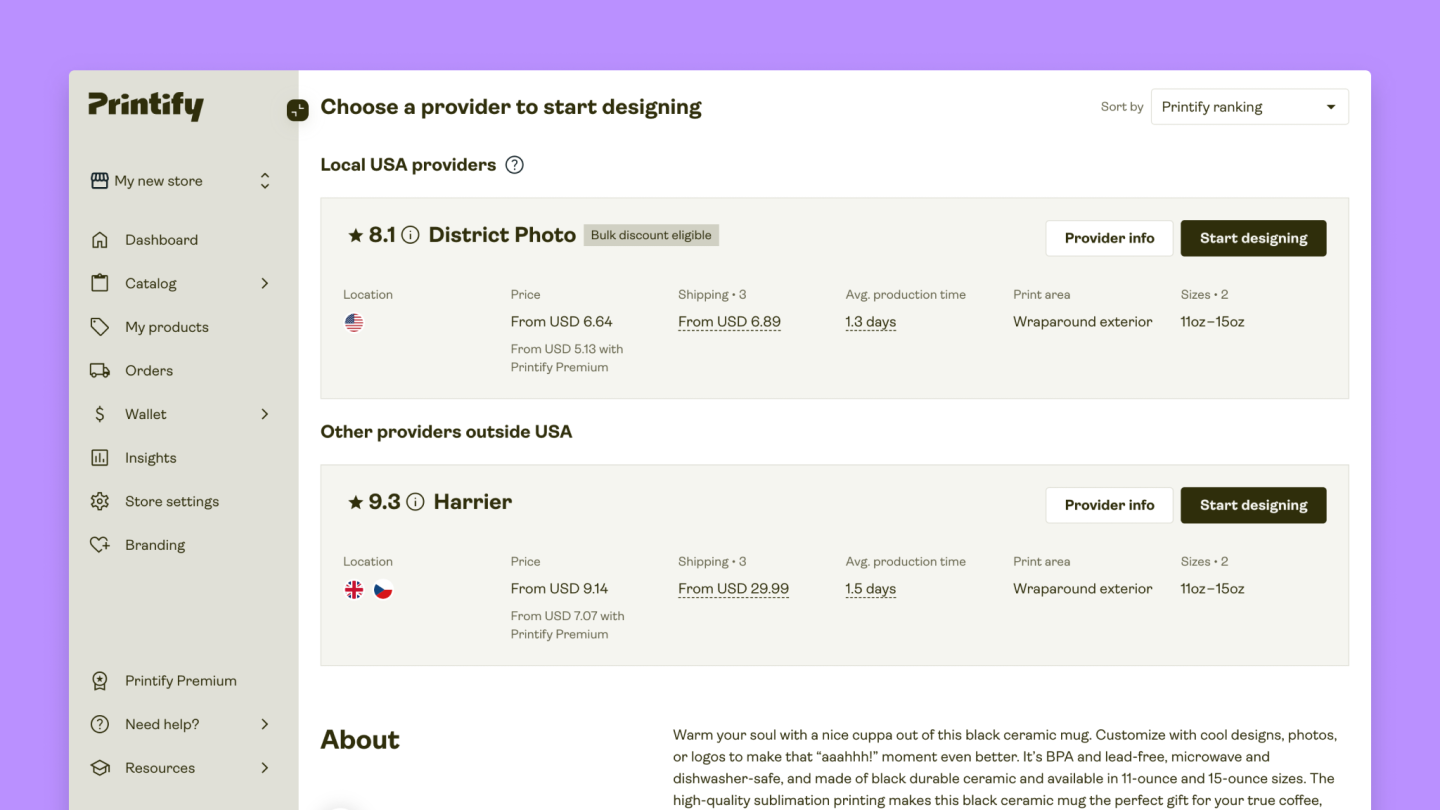 Printify
My new store
Dashboard
Catalog
My products
Orders
Wallet
Insights
Store settings
Branding
Printify Premium
Need help?
Resources
Choose a provider to start designing
Sort by
Printify ranking
Local USA providers
8.1 District Photo
Bulk discount eligible
Provider info
Start designing
Location
Price
Shipping • 3
Avg. production time
Print area
Sizes • 2
From USD 6.64
From USD 6.89
1.3 days
Wraparound exterior
11oz–15oz
From USD 5.13 with
Printify Premium
Other providers outside USA
9.3 Harrier
Provider info
Start designing
Location
Price
Shipping • 3
Avg. production time
Print area
Sizes • 2
From USD 9.14
From USD 29.99
1.5 days
Wraparound exterior
11oz–15oz
From USD 7.07 with
Printify Premium
About
Warm your soul with a nice cuppa out of this black ceramic mug. Customize with cool designs, photos,
or logos to make that “aaahhh!” moment even better. It’s BPA and lead-free, microwave and
dishwasher-safe, and made of black durable ceramic and available in 11-ounce and 15-ounce sizes. The
high-quality sublimation printing makes this black ceramic mug the perfect gift for your true coffee,